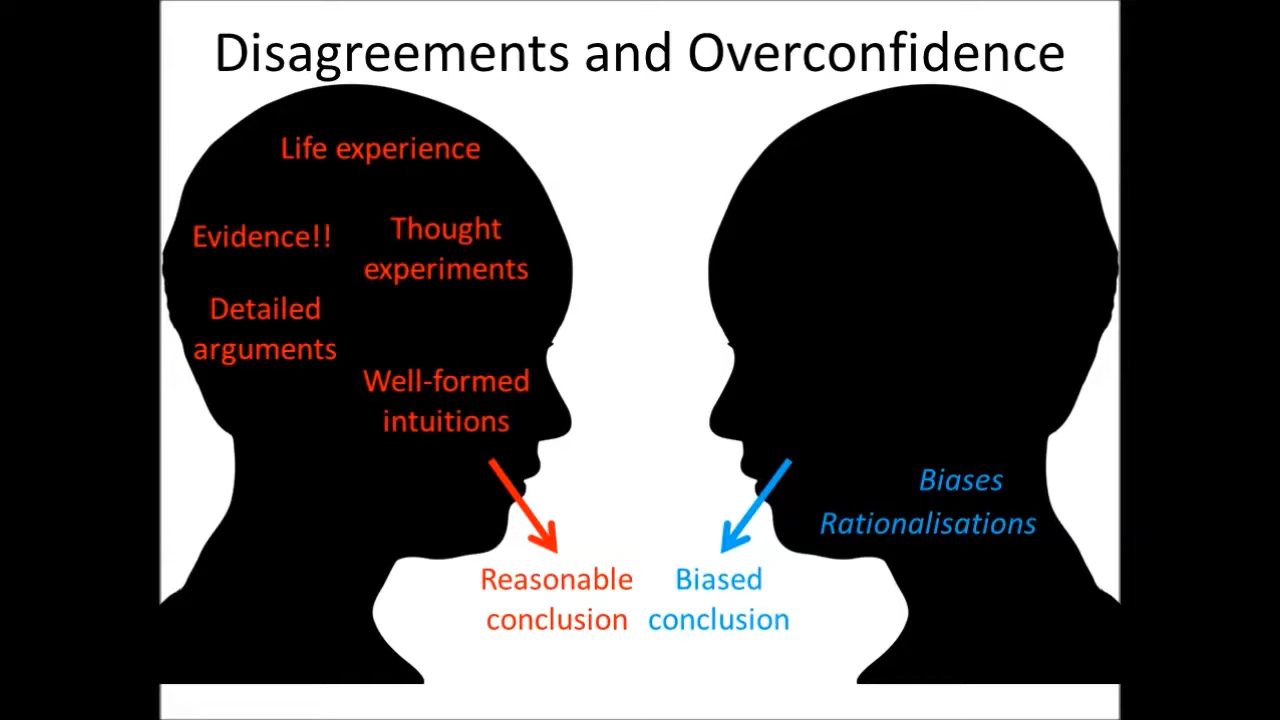 Disagreements and Overconfidence
Life experience
Evidence!!
Thought
experiments
Detailed
arguments
Well-formed
intuitions
Reasonable
conclusion
Biases
Rationalisations
Biased
conclusion